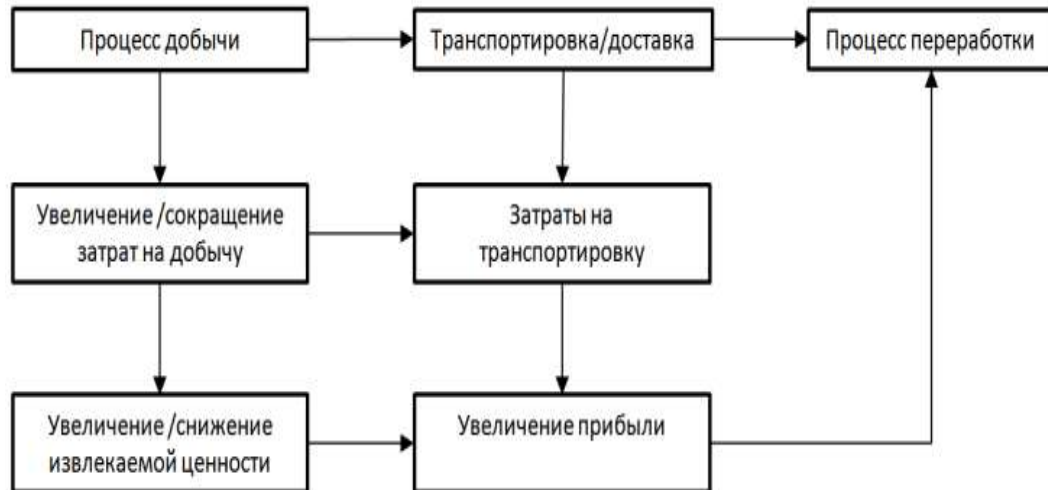 Процесс добычи
Транспортировка/доставка
Процесс переработки
Увеличение /сокращение
затрат на добычу
Затраты на
транспортировку
Увеличение /снижение
извлекаемой ценности
Увеличение прибыли